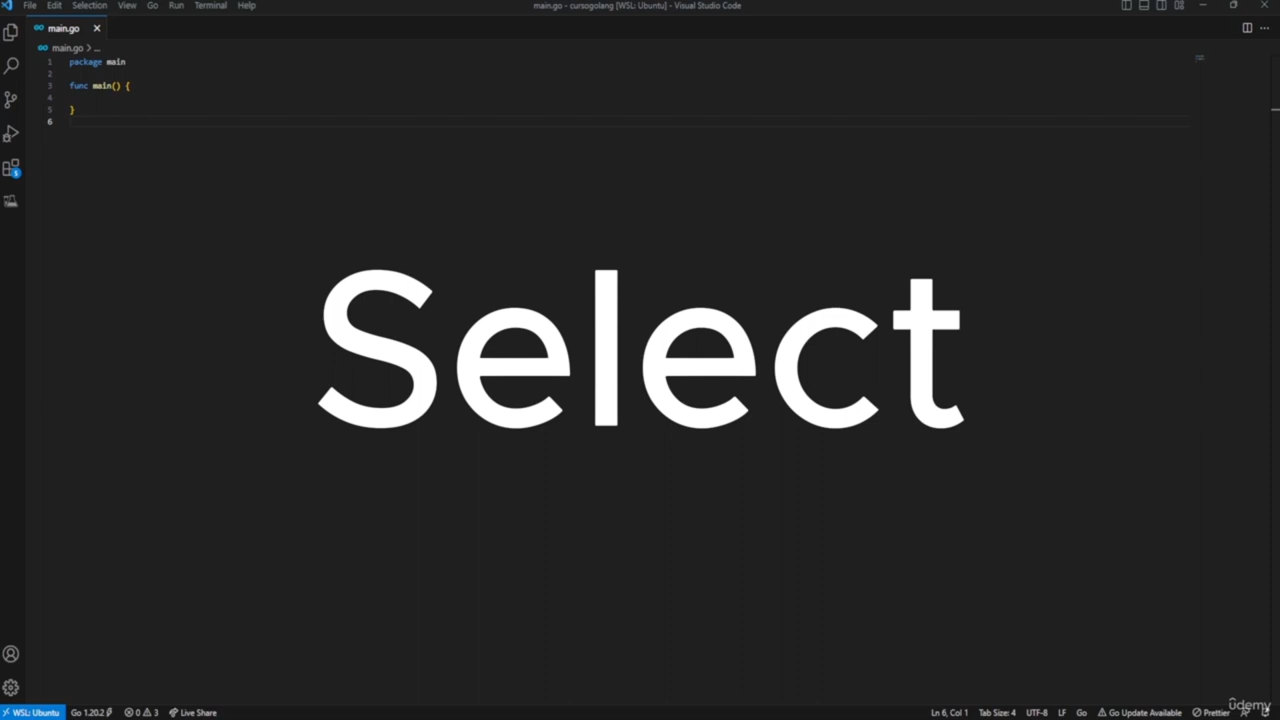 File Edit Selection View Go Run Terminal Help
main.go - cursogolang [WSL: Ubuntu] - Visual Studio Code
main.go
main.go > ...
1 package main
2
3 func main() {
4
5 }
6
Select
5
WSL: Ubuntu Go 1.20.2 0 3 Live Share
Ln 6, Col 1 Tab Size: 4 UTF-8 LF Go Go Update Available Prettier
udemy